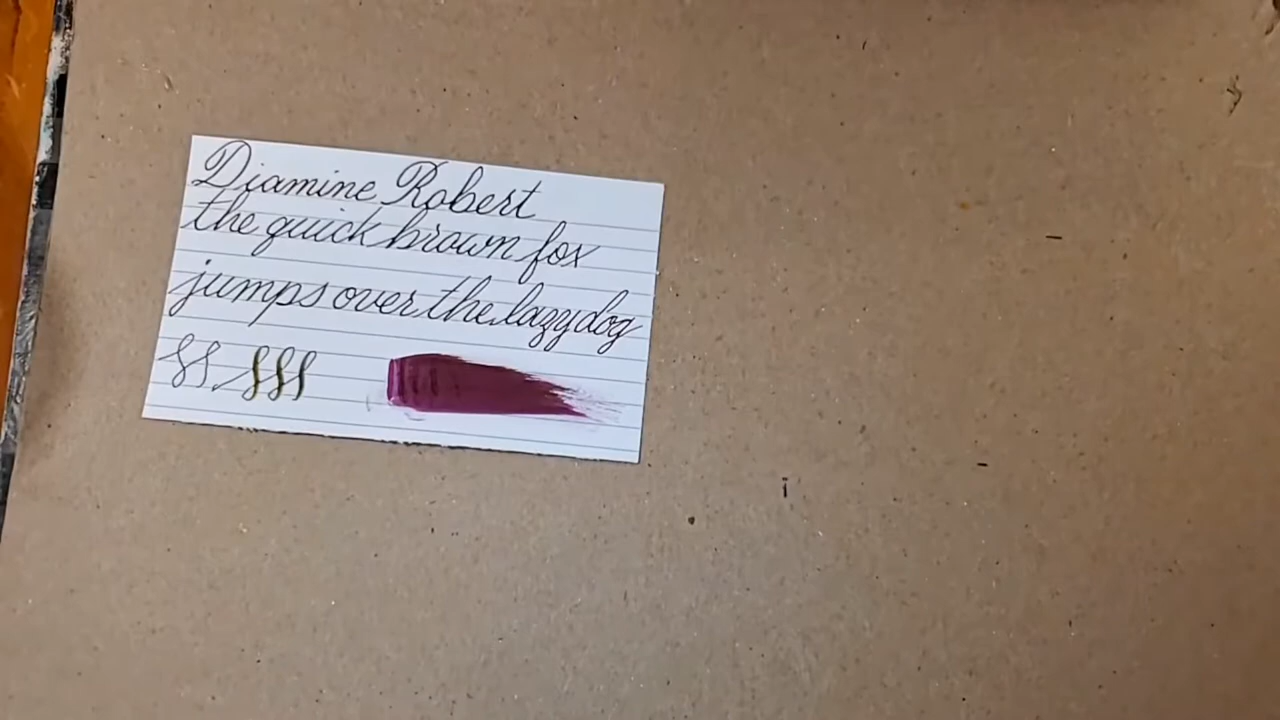 Diamine Robert
the quick brown fox
jumps over the lazy dog